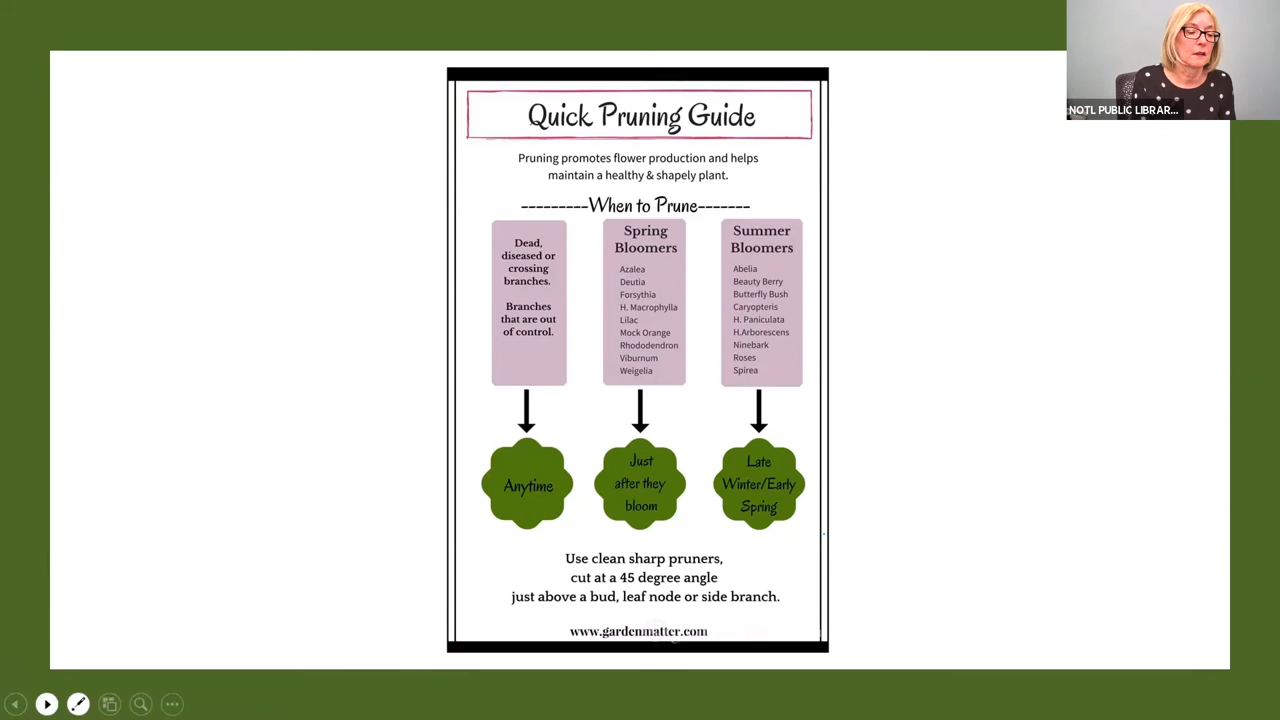 NOTL PUBLIC LIBRAR...
Quick Pruning Guide
Pruning promotes flower production and helps
maintain a healthy & shapely plant.
---------When to Prune-------
Dead,
diseased or
crossing
branches.
Branches
that are out
of control.
Spring
Bloomers
Azalea
Deutia
Forsythia
H. Macrophylla
Lilac
Mock Orange
Rhododendron
Viburnum
Weigelia
Summer
Bloomers
Abelia
Beauty Berry
Butterfly Bush
Caryopteris
H. Paniculata
H.Arborescens
Ninebark
Roses
Spirea
Anytime
Just
after they
bloom
Late
Winter/Early
Spring
Use clean sharp pruners,
cut at a 45 degree angle
just above a bud, leaf node or side branch.
www.gardenmatter.com